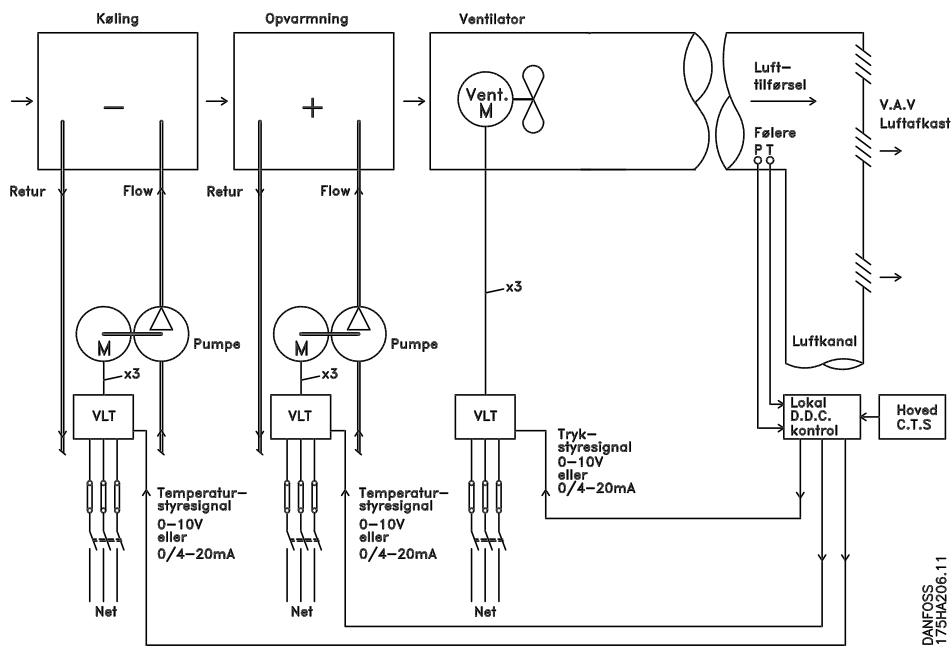 Køling
Opvarmning
Ventilator
−
+
Vent.
M
Luft-
tilførsel
V.A.V
Luftafkast
Følere
P T
Retur
Flow
Retur
Flow
x3
M
Pumpe
M
Pumpe
Luftkanal
x3
x3
VLT
VLT
VLT
Lokal
D.D.C.
kontrol
Hoved
C.T.S
Tryk-
styresignal
0-10V
eller
0/4-20mA
Temperatur-
styresignal
0-10V
eller
0/4-20mA
Temperatur-
styresignal
0-10V
eller
0/4-20mA
Net
Net
Net
DANFOSS
175HA206.11